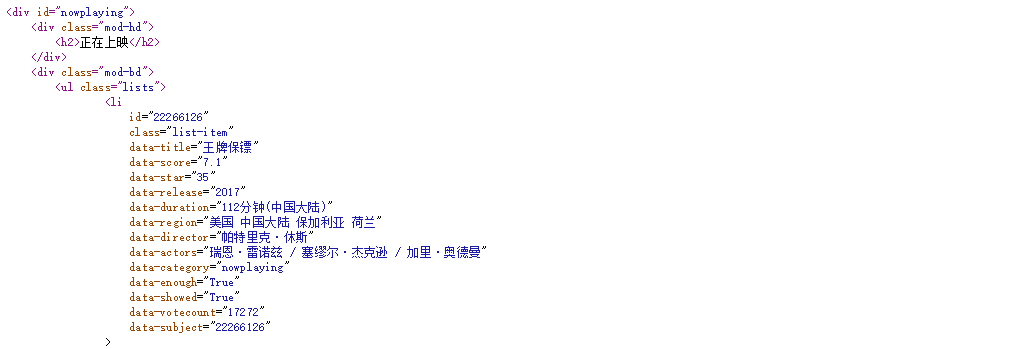 <div id="nowplaying">
<div class="mod-hd">
<h2>正在上映</h2>
</div>
<div class="mod-bd">
<ul class="lists">
<li
id="22266126"
class="list-item"
data-title="王牌保镖"
data-score="7.1"
data-star="35"
data-release="2017"
data-duration="112分钟(中国大陆)"
data-region="美国 中国大陆 保加利亚 荷兰"
data-director="帕特里克·休斯"
data-actors="瑞恩·雷诺兹 / 塞缪尔·杰克逊 / 加里·奥德曼"
data-category="nowplaying"
data-enough="True"
data-showed="True"
data-votecount="17272"
data-subject="22266126"
>